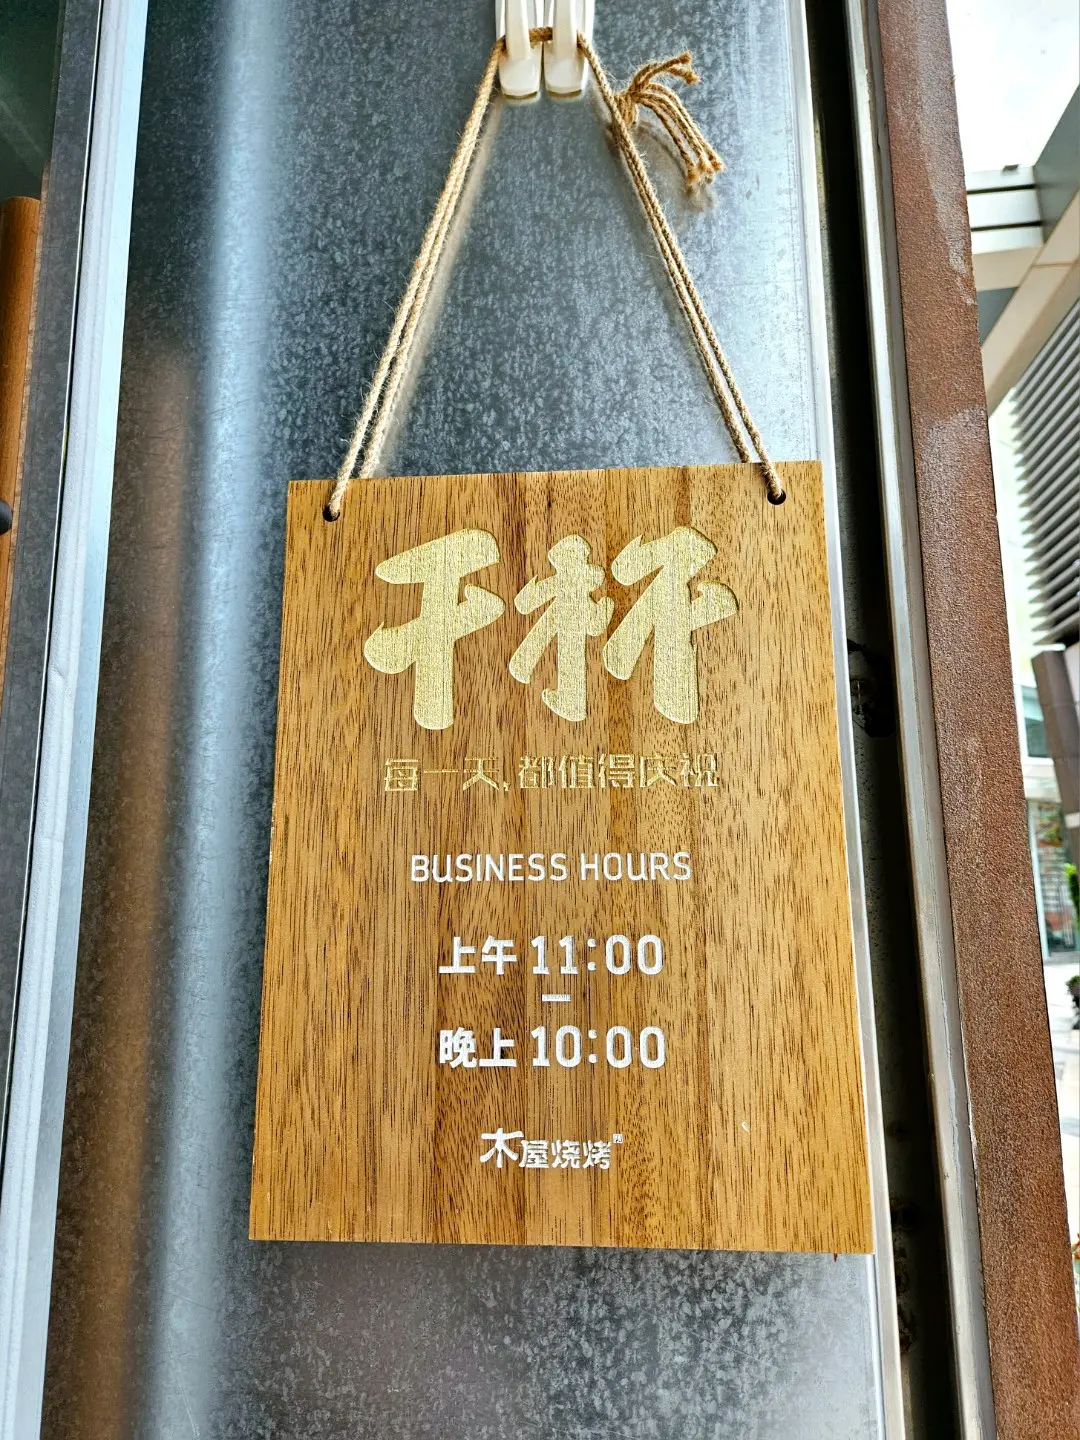 干杯
每一天,都值得庆祝
BUSINESS HOURS
上午 11:00
—
晚上 10:00
木屋烧烤